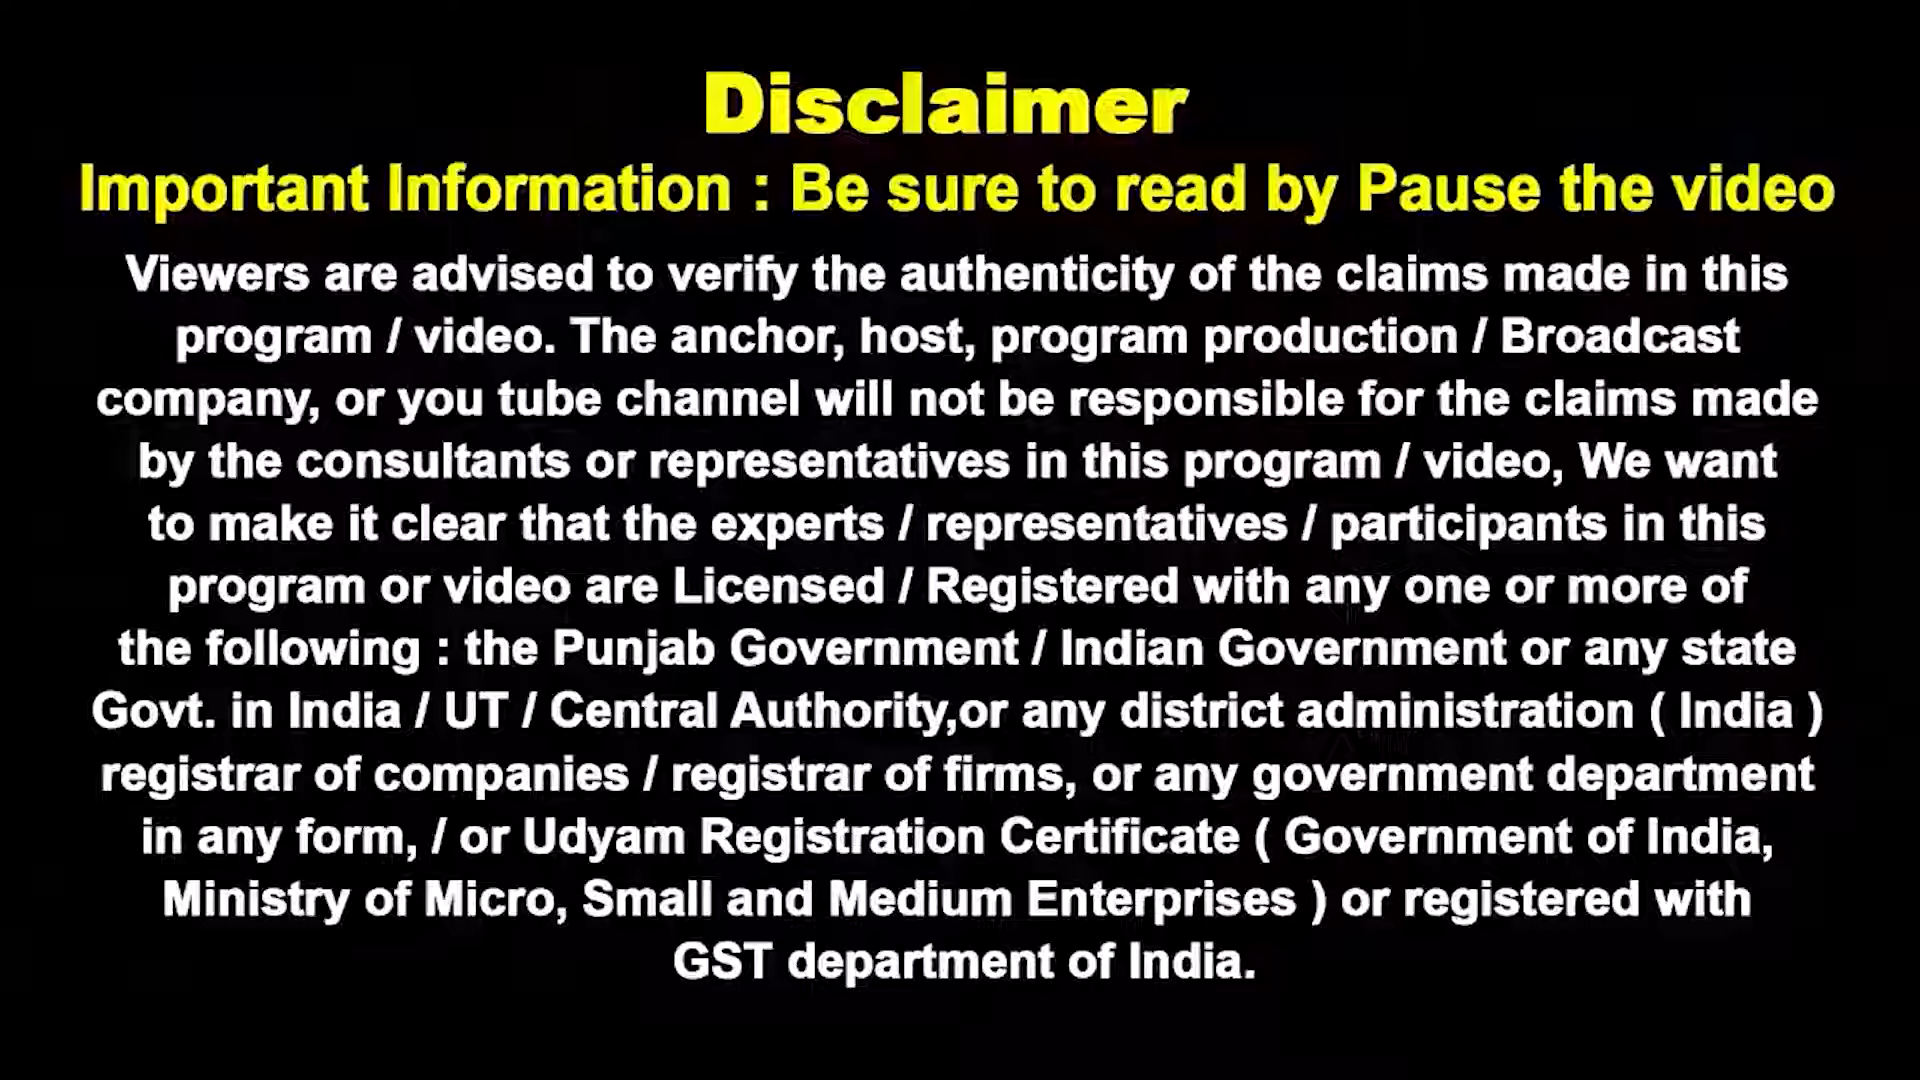 Disclaimer
Important Information : Be sure to read by Pause the video
Viewers are advised to verify the authenticity of the claims made in this
program / video. The anchor, host, program production / Broadcast
company, or you tube channel will not be responsible for the claims made
by the consultants or representatives in this program / video, We want
to make it clear that the experts / representatives / participants in this
program or video are Licensed / Registered with any one or more of
the following : the Punjab Government / Indian Government or any state
Govt. in India / UT / Central Authority,or any district administration ( India )
registrar of companies / registrar of firms, or any government department
in any form, / or Udyam Registration Certificate ( Government of India,
Ministry of Micro, Small and Medium Enterprises ) or registered with
GST department of India.